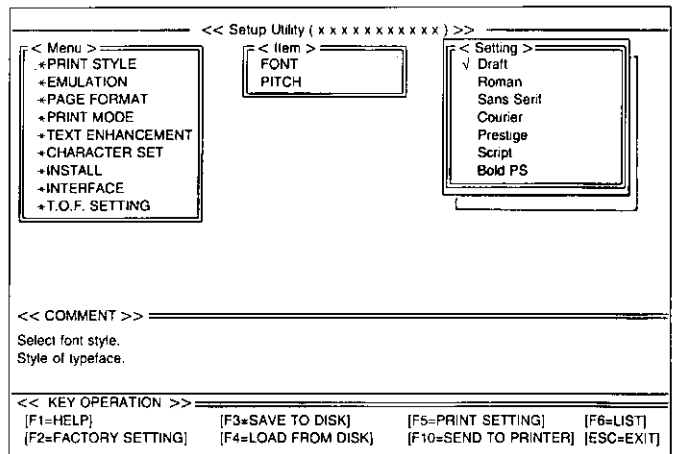 << Setup Utility ( x x x x x x x x x x x ) >>
< Menu >
*PRINT STYLE
*EMULATION
*PAGE FORMAT
*PRINT MODE
*TEXT ENHANCEMENT
*CHARACTER SET
*INSTALL
*INTERFACE
*T.O.F. SETTING
< Item >
FONT
PITCH
< Setting >
√ Draft
Roman
Sans Serif
Courier
Prestige
Script
Bold PS
<< COMMENT >>
Select font style.
Style of typeface.
<< KEY OPERATION >>
[F1=HELP] [F3=SAVE TO DISK] [F5=PRINT SETTING] [F6=LIST]
[F2=FACTORY SETTING] [F4=LOAD FROM DISK] [F10=SEND TO PRINTER] [ESC=EXIT]